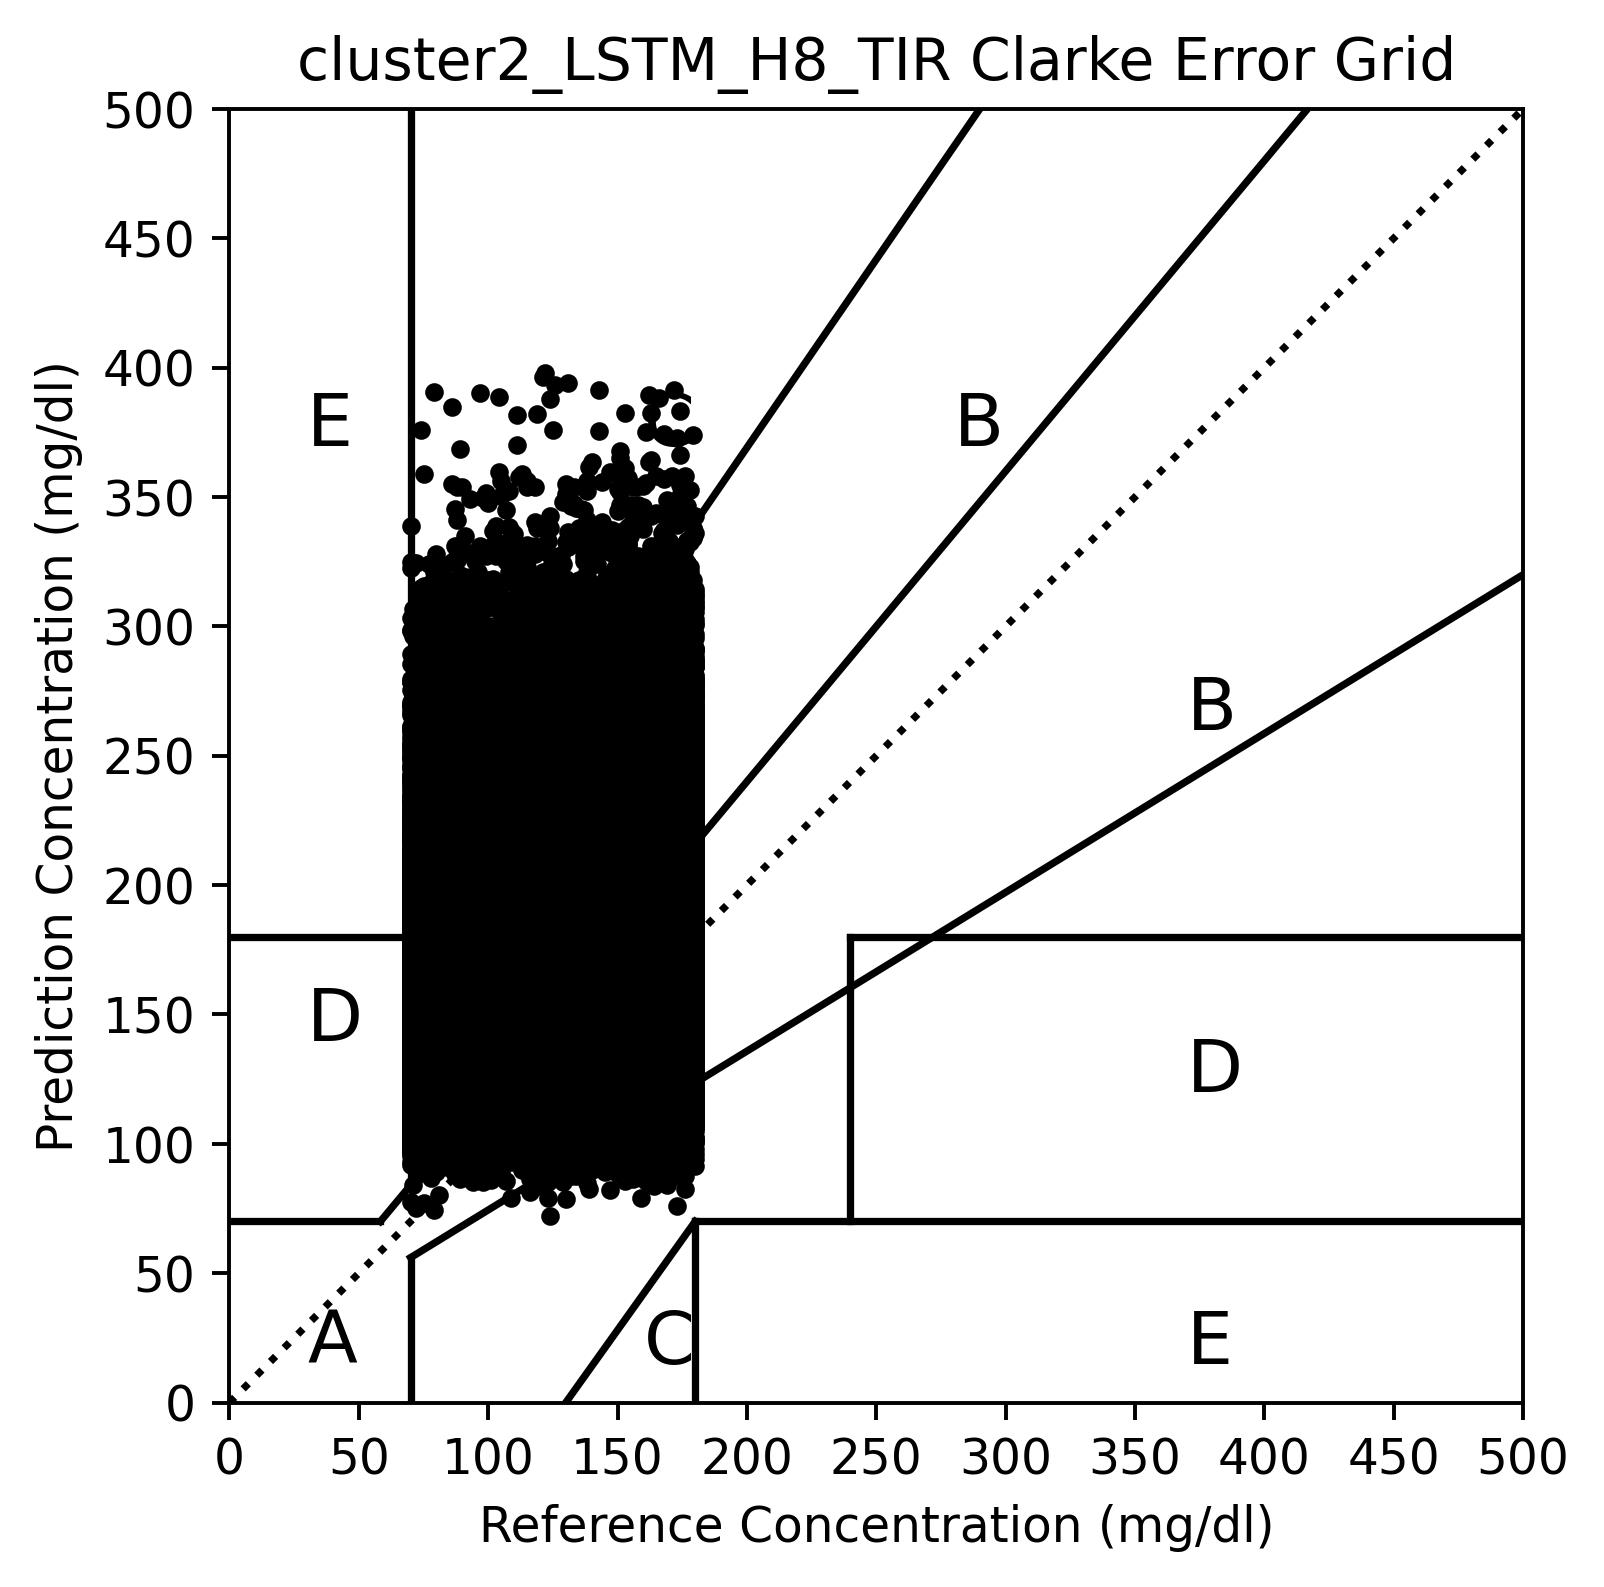 cluster2_LSTM_H8_TIR Clarke Error Grid
500
450
400
350
300
250
200
150
100
50
0
Prediction Concentration (mg/dl)
E
B
B
D
D
A
C
E
0 50 100 150 200 250 300 350 400 450 500
Reference Concentration (mg/dl)